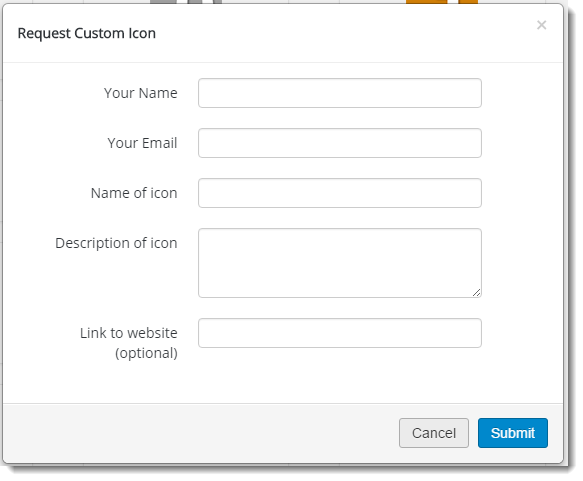 Request Custom Icon
×
Your Name
Your Email
Name of icon
Description of icon
Link to website
(optional)
Cancel
Submit